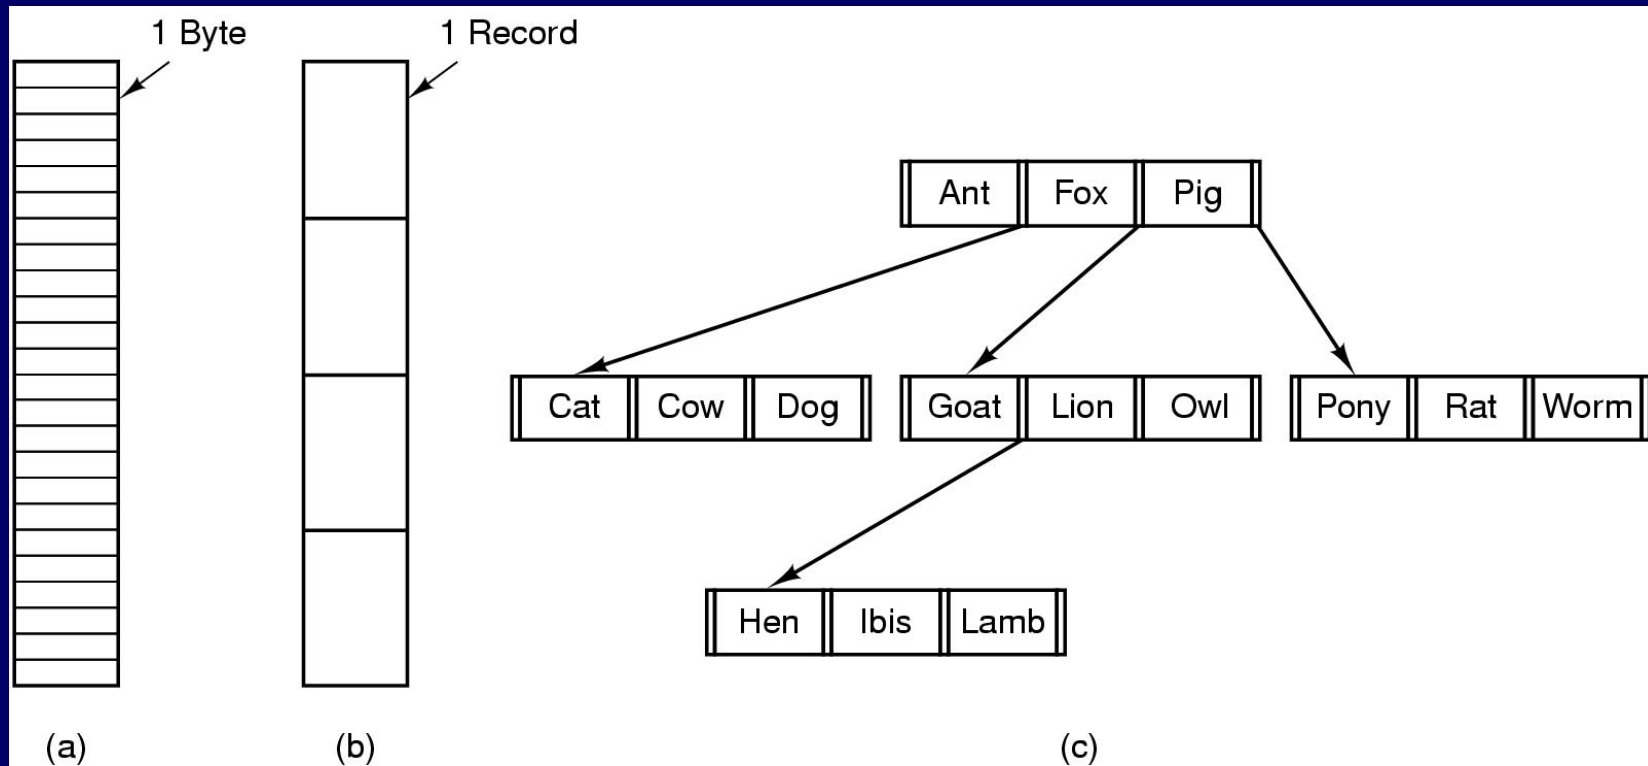 1 Byte
1 Record
Ant Fox Pig
Cat Cow Dog
Goat Lion Owl
Pony Rat Worm
Hen Ibis Lamb
(a)
(b)
(c)